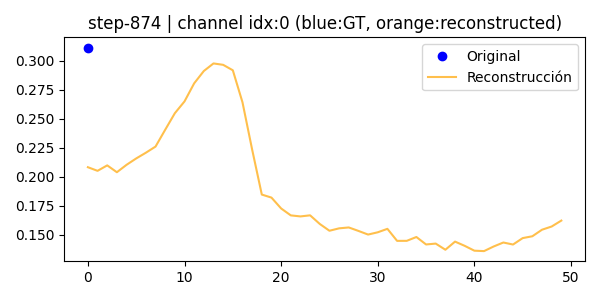 step-874 | channel idx:0 (blue:GT, orange:reconstructed)
Original
Reconstrucción
0.300
0.275
0.250
0.225
0.200
0.175
0.150
0 10 20 30 40 50